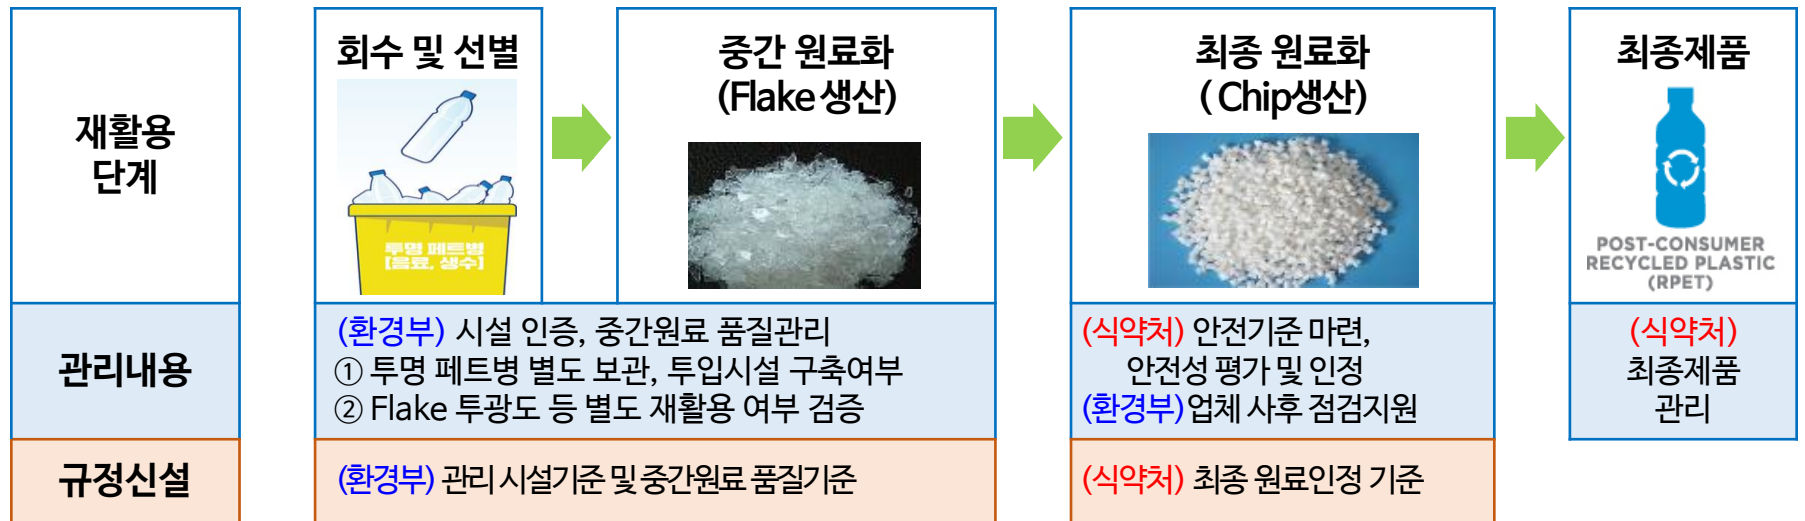 재활용
단계
회수 및 선별
투명 페트병
[음료, 생수]
중간 원료화
(Flake 생산)
최종 원료화
( Chip생산)
최종제품
POST-CONSUMER
RECYCLED PLASTIC
(RPET)
관리내용
(환경부) 시설 인증, 중간원료 품질관리
① 투명 페트병 별도 보관, 투입시설 구축여부
② Flake 투광도 등 별도 재활용 여부 검증
(식약처) 안전기준 마련,
안전성 평가 및 인정
(환경부)업체 사후 점검지원
(식약처)
최종제품
관리
규정신설
(환경부) 관리 시설기준 및 중간원료 품질기준
(식약처) 최종 원료인정 기준